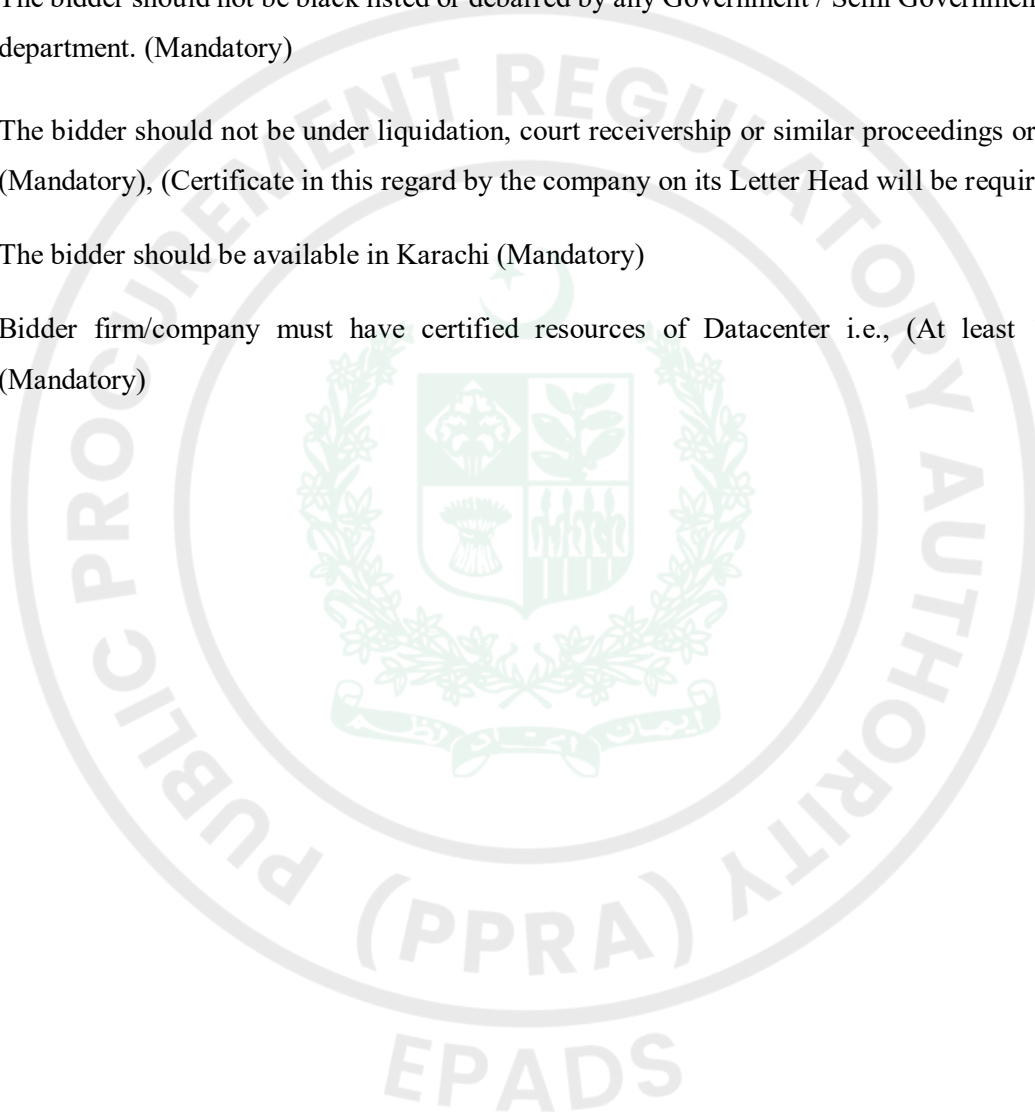 The bidder should not be black listed or debarred by any Government / Semi Government
department. (Mandatory)
The bidder should not be under liquidation, court receivership or similar proceedings or
(Mandatory), (Certificate in this regard by the company on its Letter Head will be requir
The bidder should be available in Karachi (Mandatory)
Bidder firm/company must have certified resources of Datacenter i.e., (At least
(Mandatory)
PUBLIC PROCUREMENT REGULATORY AUTHORITY
(PPRA)
EPADS